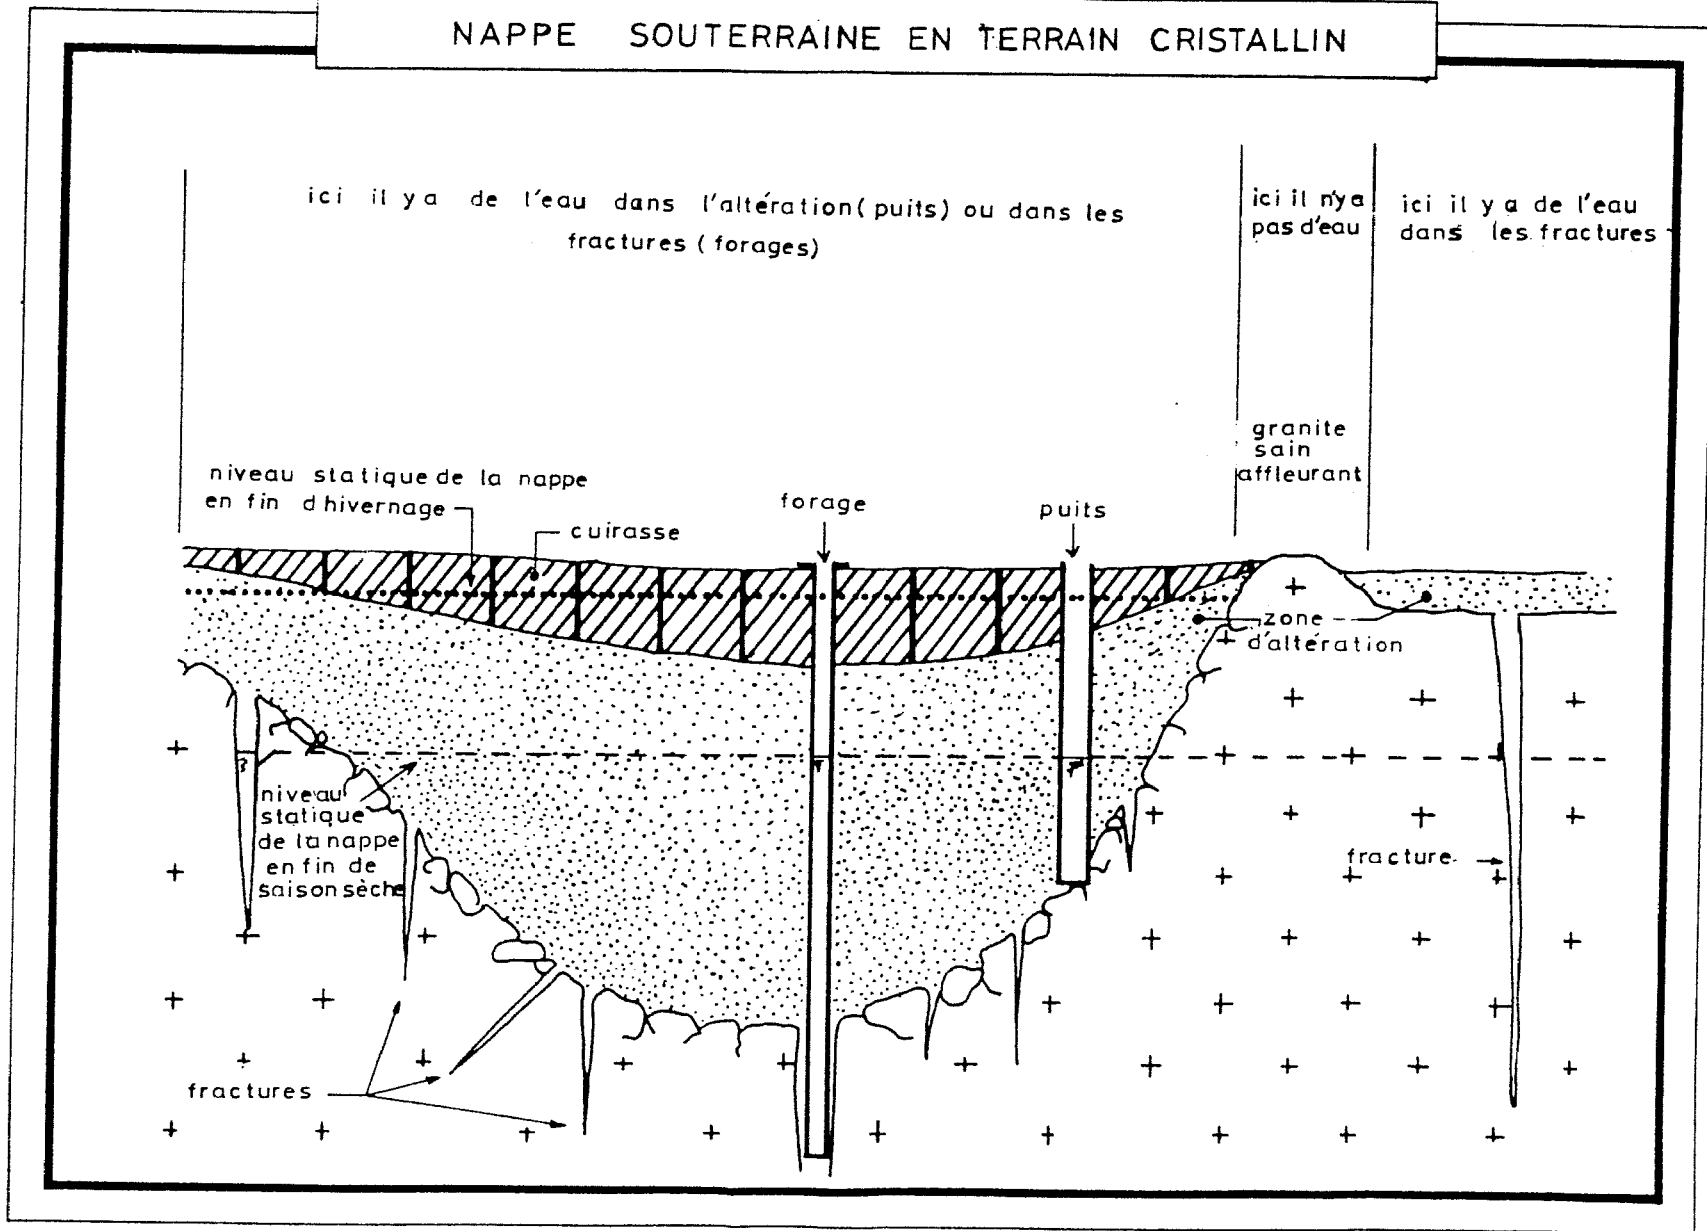 NAPPE SOUTERRAINE EN TERRAIN CRISTALLIN
ici il y a de l'eau dans l'altération (puits) ou dans les
fractures (forages)
ici il n'y a
pas d'eau
ici il y a de l'eau
dans les fractures
granite
sain
affleurant
niveau statique de la nappe
en fin d'hivernage
cuirasse
forage
puits
zone
d'altération
niveau
statique
de la nappe
en fin de
saison sèche
fracture
fractures